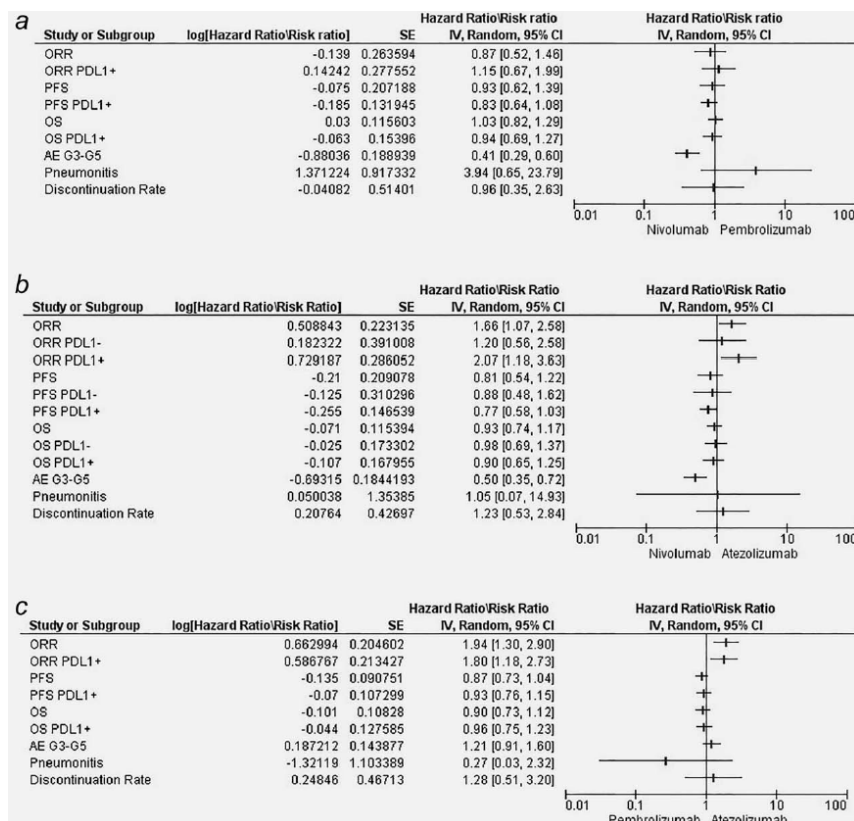 a
Hazard Ratio\Risk ratio Hazard Ratio\Risk ratio
Study or Subgroup log[Hazard Ratio\Risk ratio] SE IV, Random, 95% CI IV, Random, 95% CI
ORR -0.139 0.263594 0.87 [0.52, 1.46]
ORR PDL1+ 0.14242 0.277552 1.15 [0.67, 1.99]
PFS -0.075 0.207188 0.93 [0.62, 1.39]
PFS PDL1+ -0.185 0.131945 0.83 [0.64, 1.08]
OS 0.03 0.115603 1.03 [0.82, 1.29]
OS PDL1+ -0.063 0.15396 0.94 [0.69, 1.27]
AE G3-G5 -0.88036 0.188939 0.41 [0.29, 0.60]
Pneumonitis 1.371224 0.917332 3.94 [0.65, 23.79]
Discontinuation Rate -0.04082 0.51401 0.96 [0.35, 2.63]
0.01 0.1 1 10 100
Nivolumab Pembrolizumab
b
Hazard Ratio\Risk Ratio Hazard Ratio\Risk Ratio
Study or Subgroup log[Hazard Ratio\Risk Ratio] SE IV, Random, 95% CI IV, Random, 95% CI
ORR 0.508843 0.223135 1.66 [1.07, 2.58]
ORR PDL1- 0.182322 0.391008 1.20 [0.56, 2.58]
ORR PDL1+ 0.729187 0.286052 2.07 [1.18, 3.63]
PFS -0.21 0.209078 0.81 [0.54, 1.22]
PFS PDL1- -0.125 0.310296 0.88 [0.48, 1.62]
PFS PDL1+ -0.255 0.146539 0.77 [0.58, 1.03]
OS -0.071 0.115394 0.93 [0.74, 1.17]
OS PDL1- -0.025 0.173302 0.98 [0.69, 1.37]
OS PDL1+ -0.107 0.167955 0.90 [0.65, 1.25]
AE G3-G5 -0.69315 0.1844193 0.50 [0.35, 0.72]
Pneumonitis 0.050038 1.35385 1.05 [0.07, 14.93]
Discontinuation Rate 0.20764 0.42697 1.23 [0.53, 2.84]
0.01 0.1 1 10 100
Nivolumab Atezolizumab
c
Hazard Ratio\Risk Ratio Hazard Ratio\Risk Ratio
Study or Subgroup log[Hazard Ratio\Risk Ratio] SE IV, Random, 95% CI IV, Random, 95% CI
ORR 0.662994 0.204602 1.94 [1.30, 2.90]
ORR PDL1+ 0.586767 0.213427 1.80 [1.18, 2.73]
PFS -0.135 0.090751 0.87 [0.73, 1.04]
PFS PDL1+ -0.07 0.107299 0.93 [0.76, 1.15]
OS -0.101 0.10828 0.90 [0.73, 1.12]
OS PDL1+ -0.044 0.127585 0.96 [0.75, 1.23]
AE G3-G5 0.187212 0.143877 1.21 [0.91, 1.60]
Pneumonitis -1.32119 1.103389 0.27 [0.03, 2.32]
Discontinuation Rate 0.24846 0.46713 1.28 [0.51, 3.20]
0.01 0.1 1 10 100
Pembrolizumab Atezolizumab